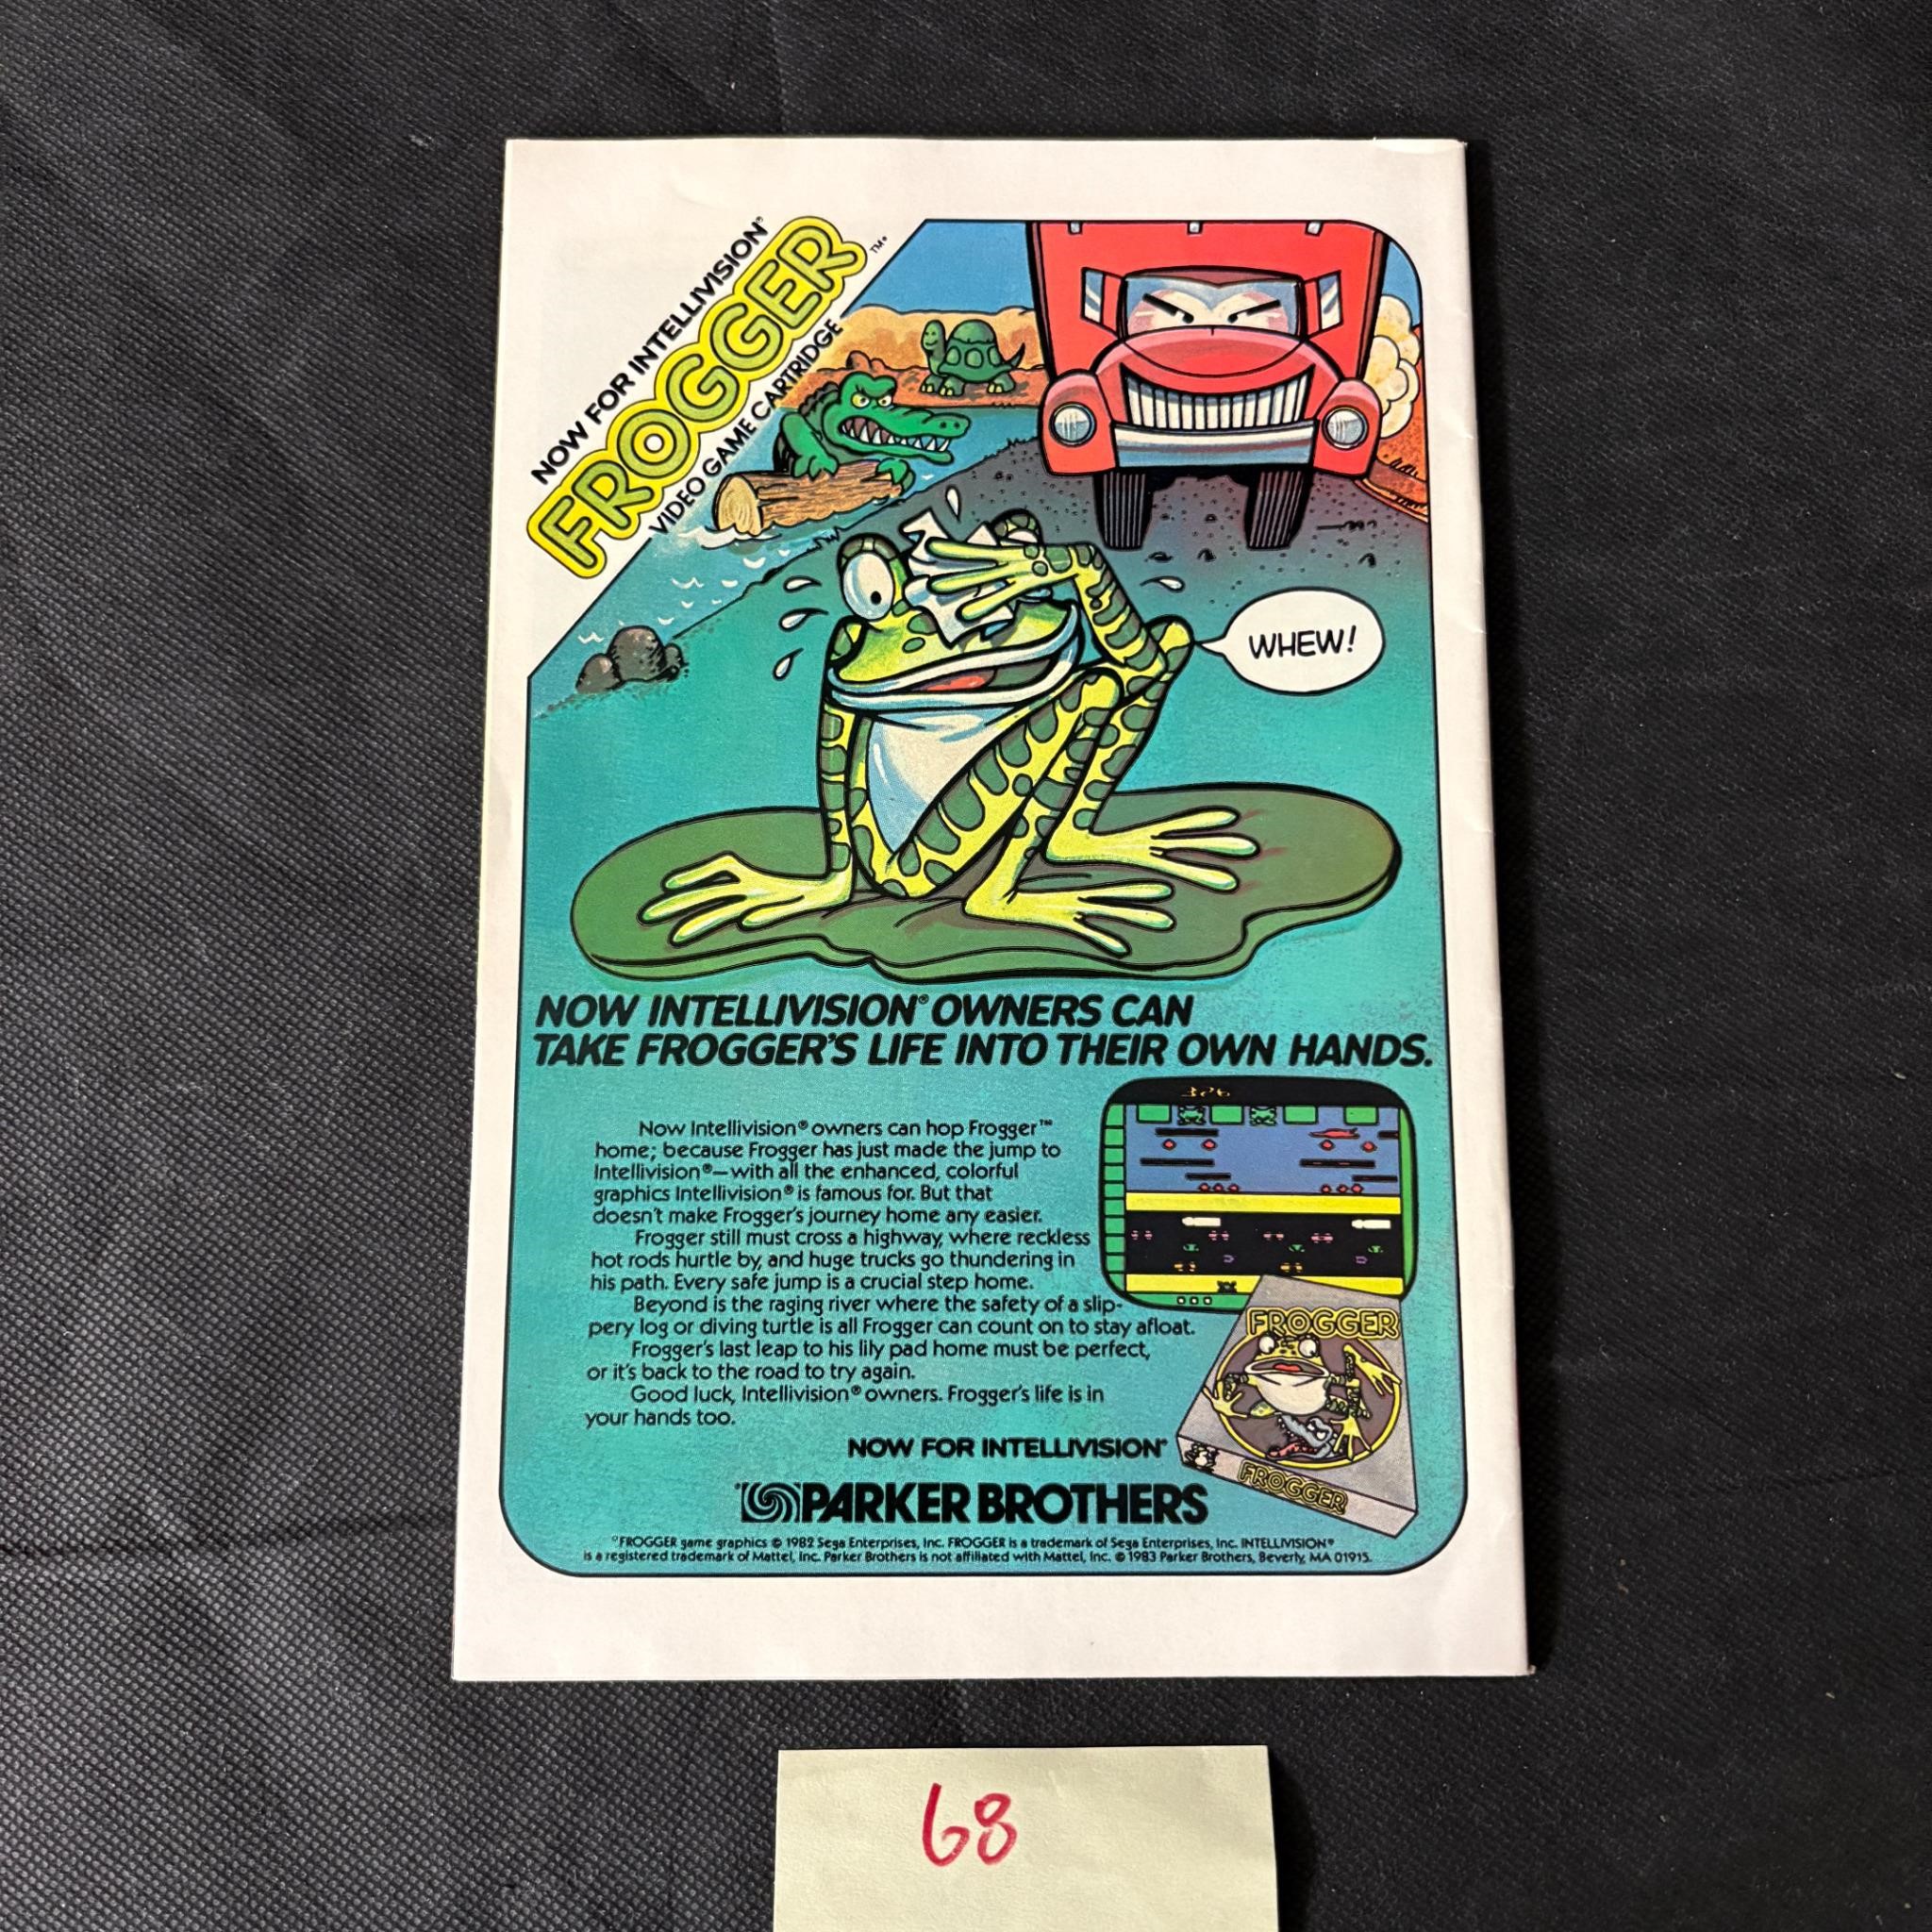 NOW FOR INTELLIVISION®
FROGGER™*
VIDEO GAME CARTRIDGE
WHEW!
NOW INTELLIVISION® OWNERS CAN
TAKE FROGGER'S LIFE INTO THEIR OWN HANDS.
326
Now Intellivision® owners can hop Frogger™
home; because Frogger has just made the jump to
Intellivision®—with all the enhanced, colorful
graphics Intellivision® is famous for. But that
doesn't make Frogger's journey home any easier.
Frogger still must cross a highway, where reckless
hot rods hurtle by, and huge trucks go thundering in
his path. Every safe jump is a crucial step home.
Beyond is the raging river where the safety of a slip-
pery log or diving turtle is all Frogger can count on to stay afloat.
Frogger's last leap to his lily pad home must be perfect,
or it's back to the road to try again.
Good luck, Intellivision® owners. Frogger's life is in
your hands too.
FROGGER
FROGGER
NOW FOR INTELLIVISION®
PARKER BROTHERS
*FROGGER game graphics © 1982 Sega Enterprises, Inc. FROGGER is a trademark of Sega Enterprises, Inc. INTELLIVISION®
is a registered trademark of Mattel, Inc. Parker Brothers is not affiliated with Mattel, Inc. © 1983 Parker Brothers, Beverly, MA 01915.
68